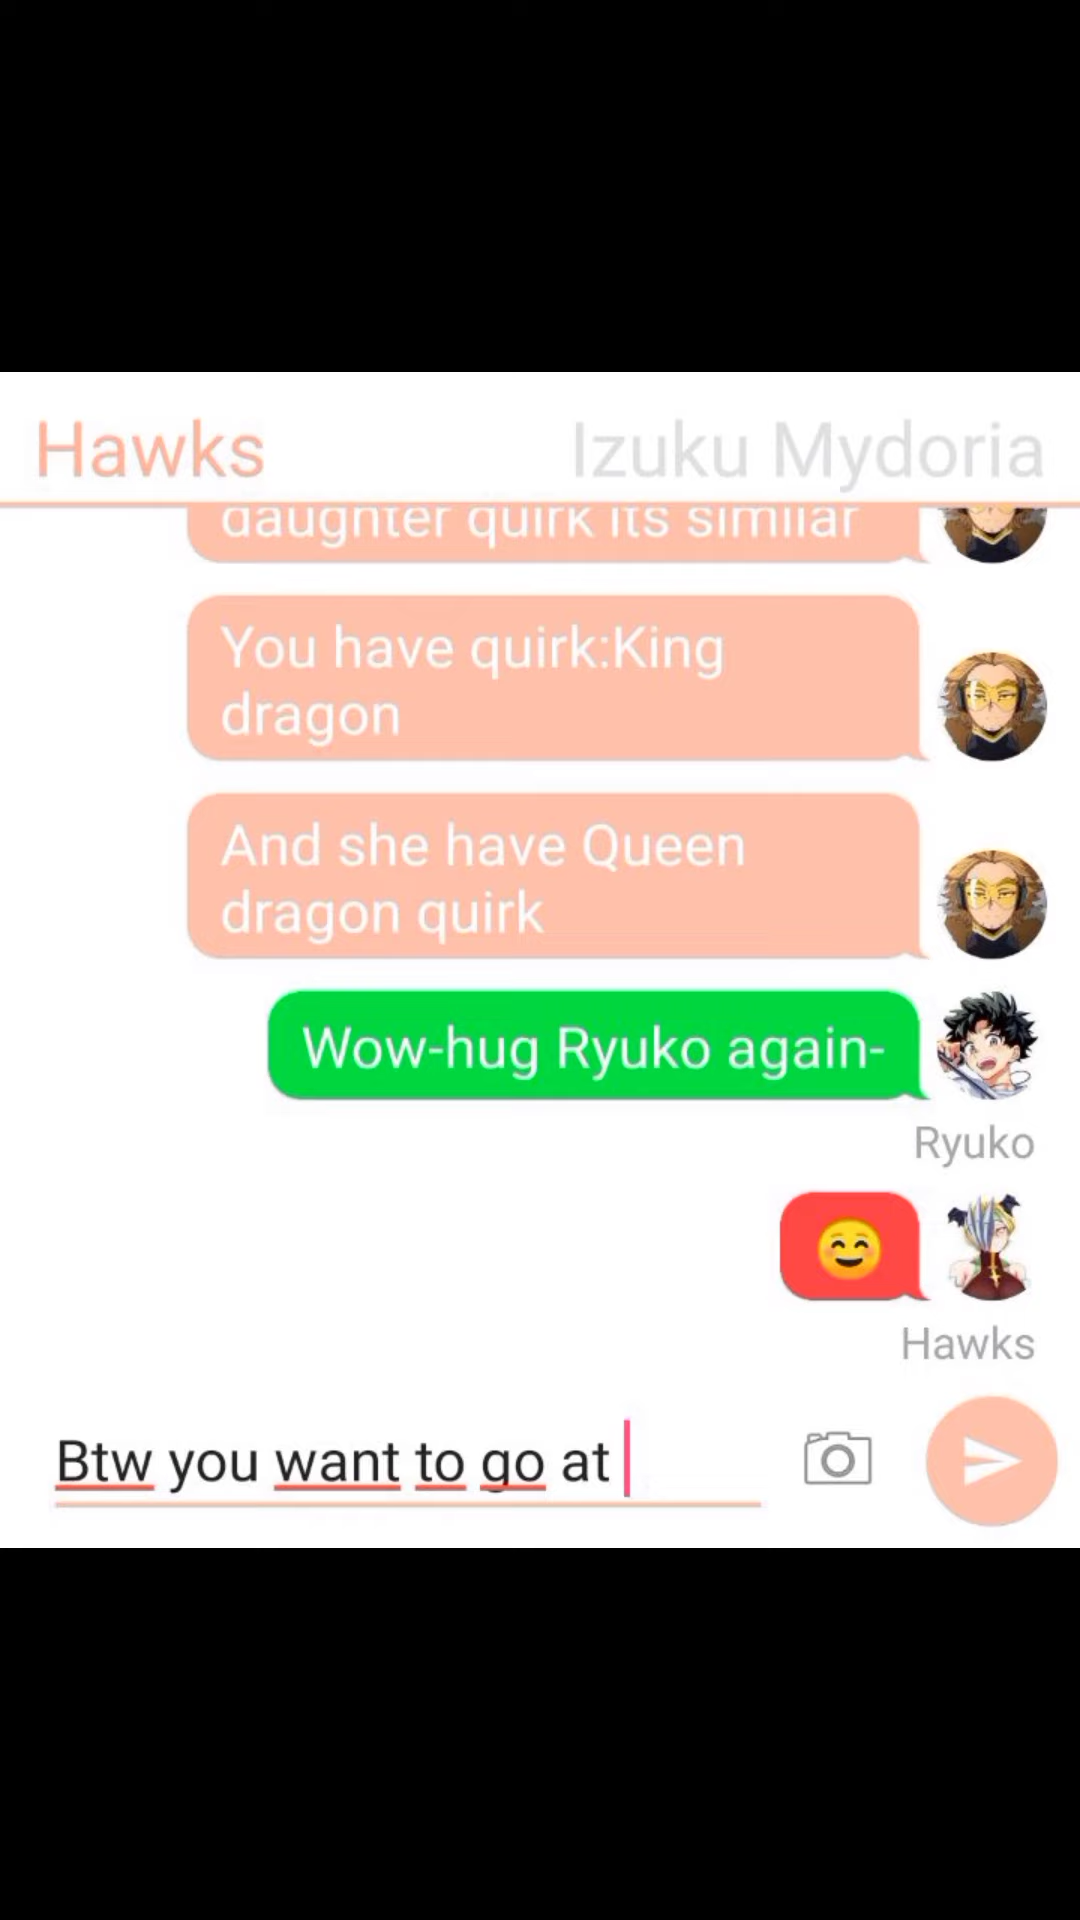 Hawks
Izuku Mydoria
daughter quirk its similar
You have quirk:King
dragon
And she have Queen
dragon quirk
Wow-hug Ryuko again-
Ryuko
😊
Hawks
Btw you want to go at